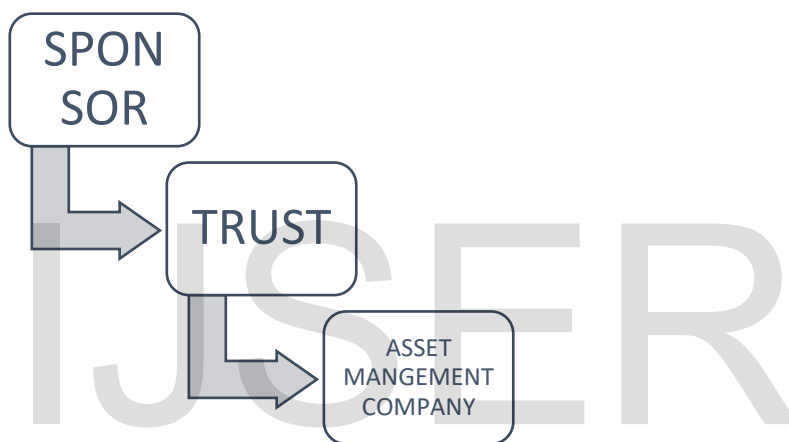 SPON
SOR
TRUST
ASSET
MANGEMENT
COMPANY
IJSER